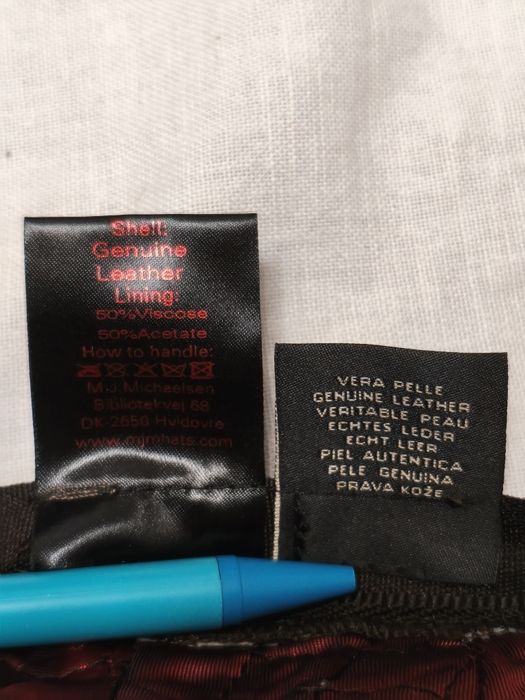 Shell:
Genuine
Leather
Lining:
50%Viscose
50%Acetate
How to handle:
M.J. Michaelsen
Bibliotekvej 68
DK-2650 Hvidovre
www.mjmhats.com
VERA PELLE
GENUINE LEATHER
VERITABLE PEAU
ECHTES LEDER
ECHT LEER
PIEL AUTENTICA
PELE GENUINA
PRAVA KOŽE